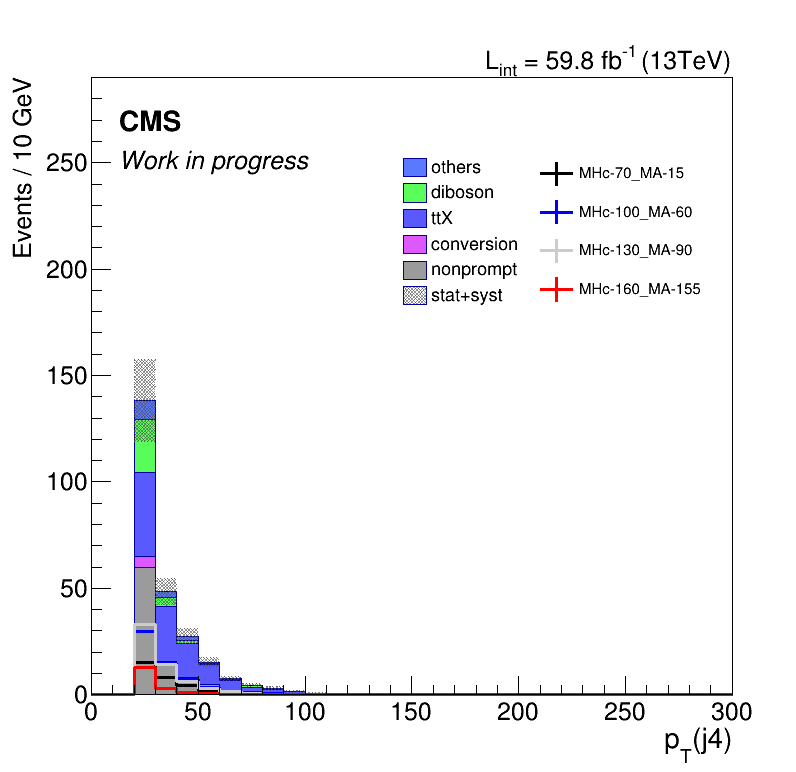 L_int = 59.8 fb^-1 (13TeV)
Events / 10 GeV
CMS
Work in progress
others
diboson
ttX
conversion
nonprompt
stat+syst
MHc-70_MA-15
MHc-100_MA-60
MHc-130_MA-90
MHc-160_MA-155
250
200
150
100
50
0
0 50 100 150 200 250 300
p_T(j4)